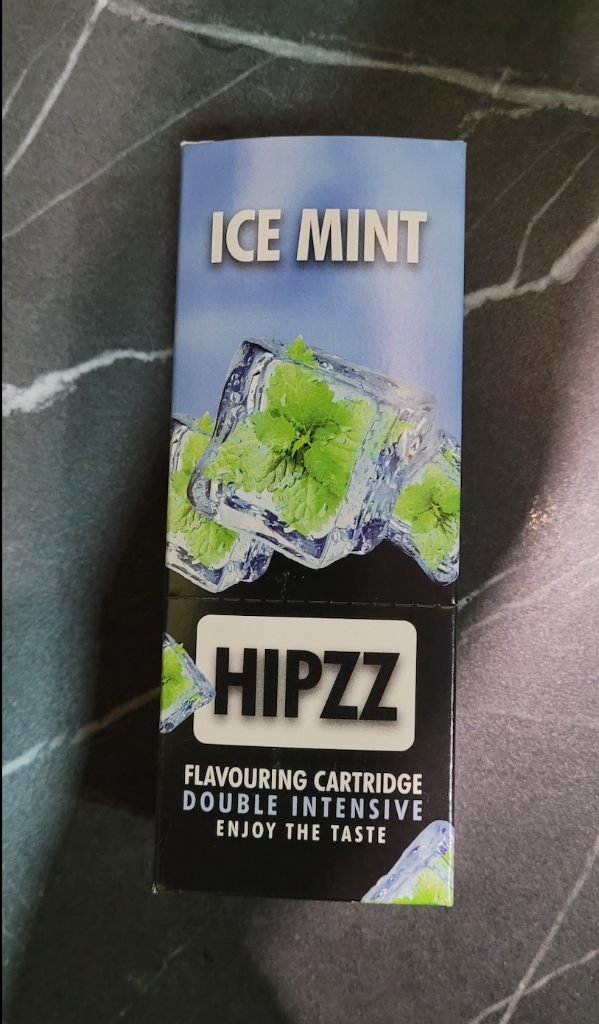 ICE MINT
HIPZZ
FLAVOURING CARTRIDGE
DOUBLE INTENSIVE
ENJOY THE TASTE